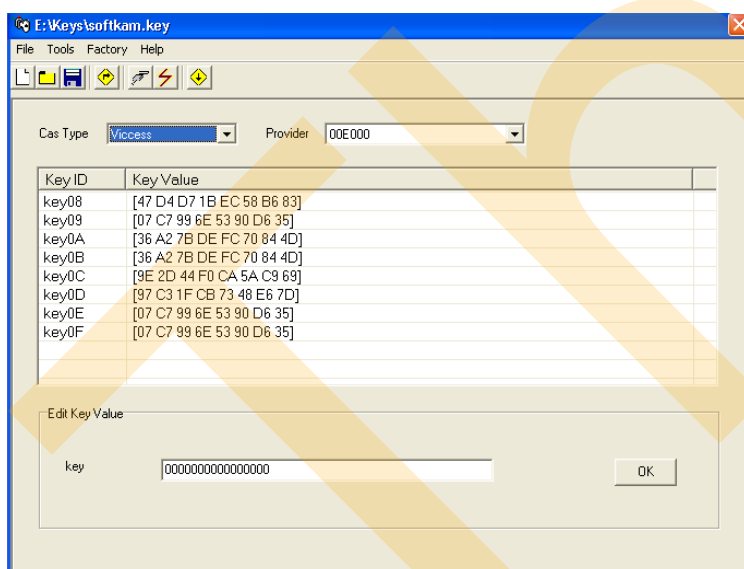 E:\Keys\softkam.key
File Tools Factory Help
Cas Type Viccess Provider 00E000
Key ID Key Value
key08 [47 D4 D7 1B EC 58 B6 83]
key09 [07 C7 99 6E 53 90 D6 35]
key0A [36 A2 7B DE FC 70 84 4D]
key0B [36 A2 7B DE FC 70 84 4D]
key0C [9E 2D 44 F0 CA 5A C9 69]
key0D [97 C3 1F CB 73 48 E6 7D]
key0E [07 C7 99 6E 53 90 D6 35]
key0F [07 C7 99 6E 53 90 D6 35]
Edit Key Value
key 0000000000000000 OK